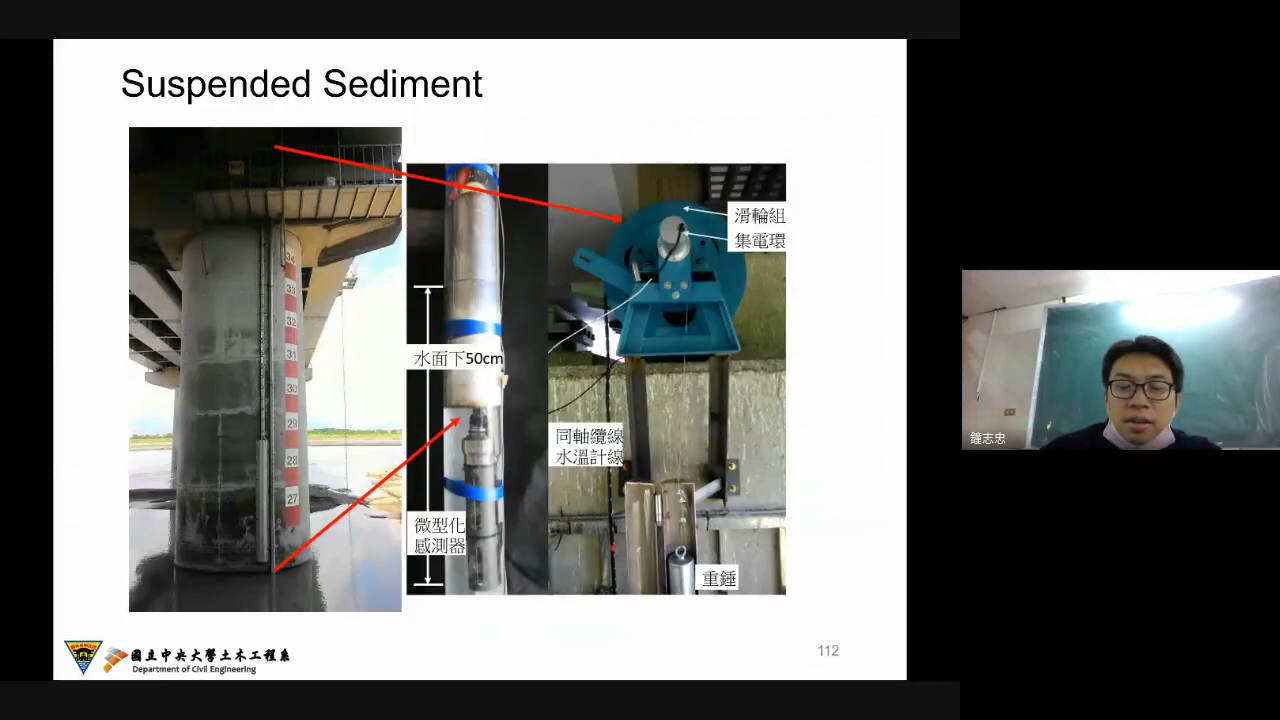 Suspended Sediment
34
33
32
31
30
29
28
27
水面下50cm
微型化
感測器
滑輪組
集電環
同軸纜線
水溫計線
重錘
國立中央大學土木工程系
Department of Civil Engineering
112
鐘志忠